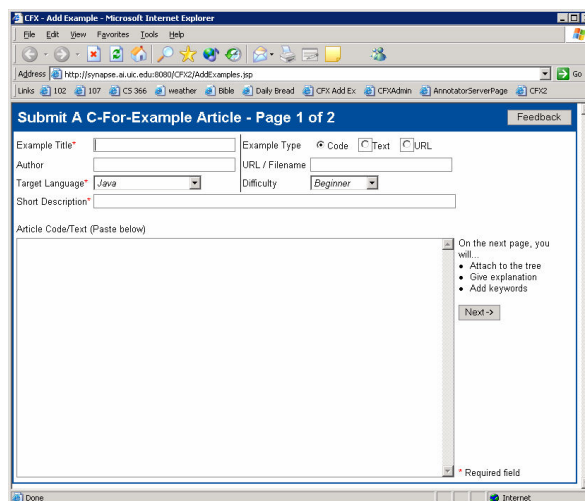 CFX - Add Example - Microsoft Internet Explorer
File Edit View Favorites Tools Help
Address http://synapse.ai.uic.edu:8080/CFX2/AddExamples.jsp Go
Links 102 107 CS 366 weather Bible Daily Bread CFX Add Ex CFXAdmin AnnotatorServerPage CFX2
Submit A C-For-Example Article - Page 1 of 2 Feedback
Example Title* Example Type Code Text URL
Author URL / Filename
Target Language* Java Difficulty Beginner
Short Description*
Article Code/Text (Paste below)
On the next page, you
will...
• Attach to the tree
• Give explanation
• Add keywords
Next->
* Required field
Done Internet